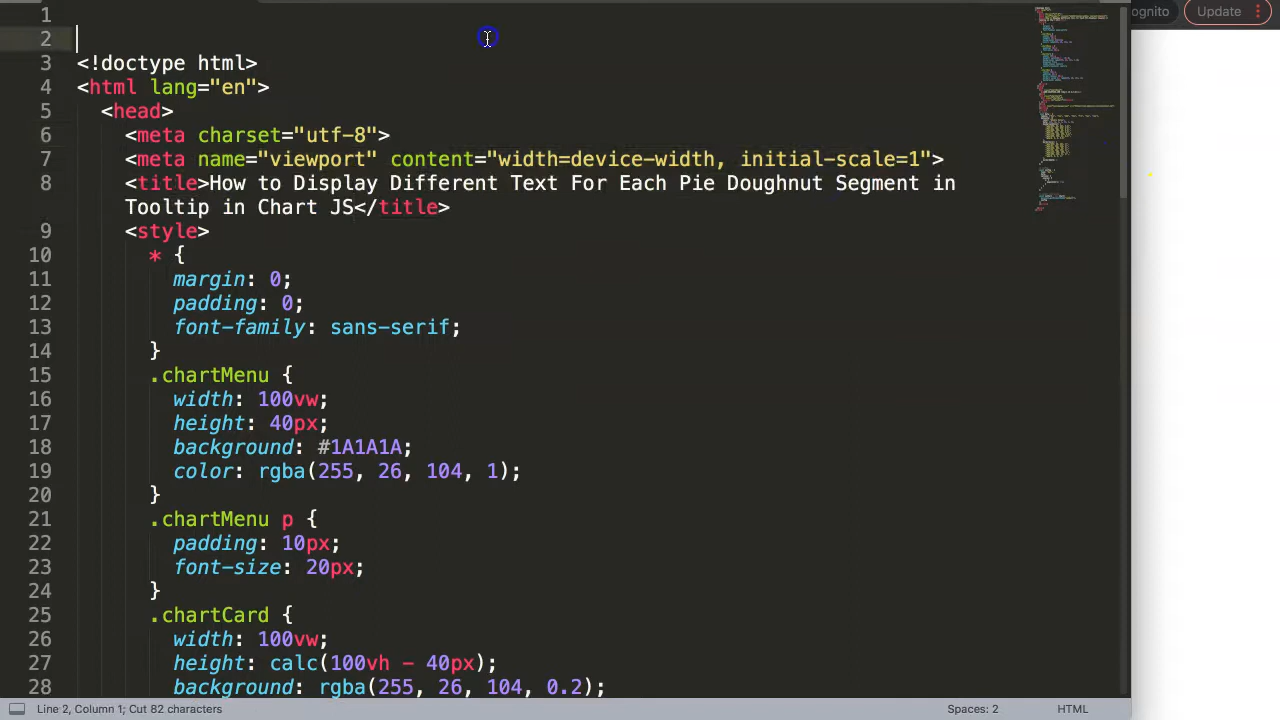 ognito Update
1
2
3 <!doctype html>
4 <html lang="en">
5 <head>
6 <meta charset="utf-8">
7 <meta name="viewport" content="width=device-width, initial-scale=1">
8 <title>How to Display Different Text For Each Pie Doughnut Segment in
Tooltip in Chart JS</title>
9 <style>
10 * {
11 margin: 0;
12 padding: 0;
13 font-family: sans-serif;
14 }
15 .chartMenu {
16 width: 100vw;
17 height: 40px;
18 background: #1A1A1A;
19 color: rgba(255, 26, 104, 1);
20 }
21 .chartMenu p {
22 padding: 10px;
23 font-size: 20px;
24 }
25 .chartCard {
26 width: 100vw;
27 height: calc(100vh - 40px);
28 background: rgba(255, 26, 104, 0.2);
Line 2, Column 1; Cut 82 characters Spaces: 2 HTML